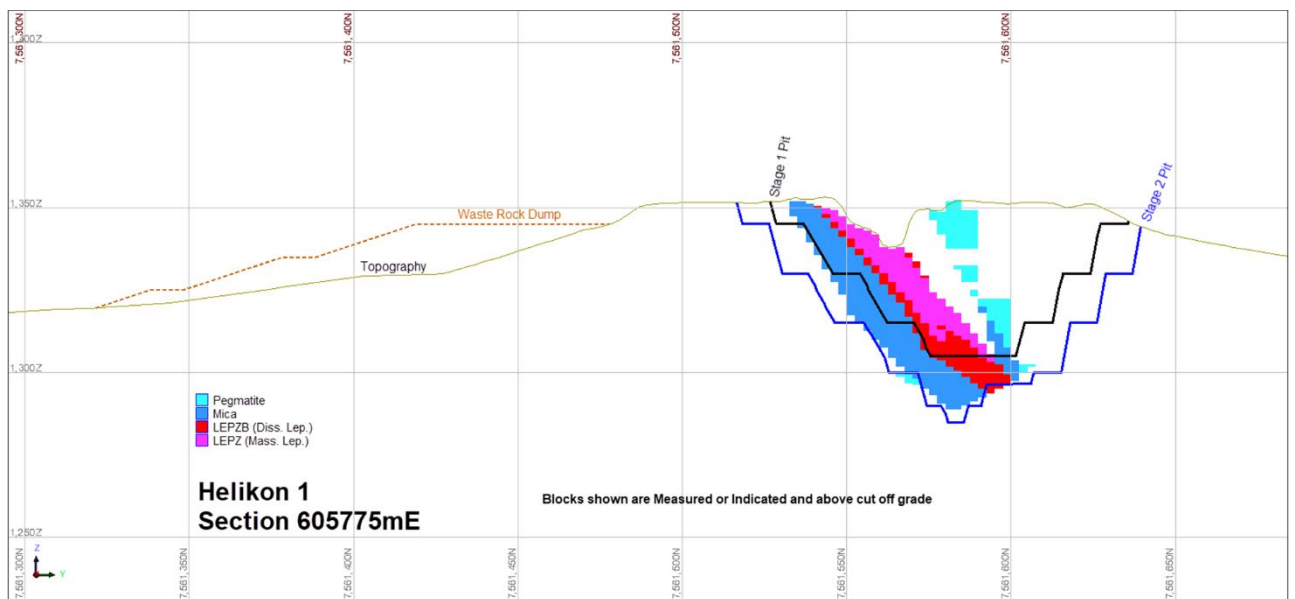 7,561,300N
7,561,400N
7,561,500N
7,561,600N
1,400Z
Stage 1 Pit
Stage 2 Pit
1,350Z
Waste Rock Dump
Topography
1,300Z
Pegmatite
Mica
LEPZB (Diss. Lep.)
LEPZ (Mass. Lep.)
Helikon 1
Section 605775mE
Blocks shown are Measured or Indicated and above cut off grade
1,250Z
Z
Y
7,561,300N
7,561,350N
7,561,400N
7,561,450N
7,561,500N
7,561,550N
7,561,600N
7,561,650N